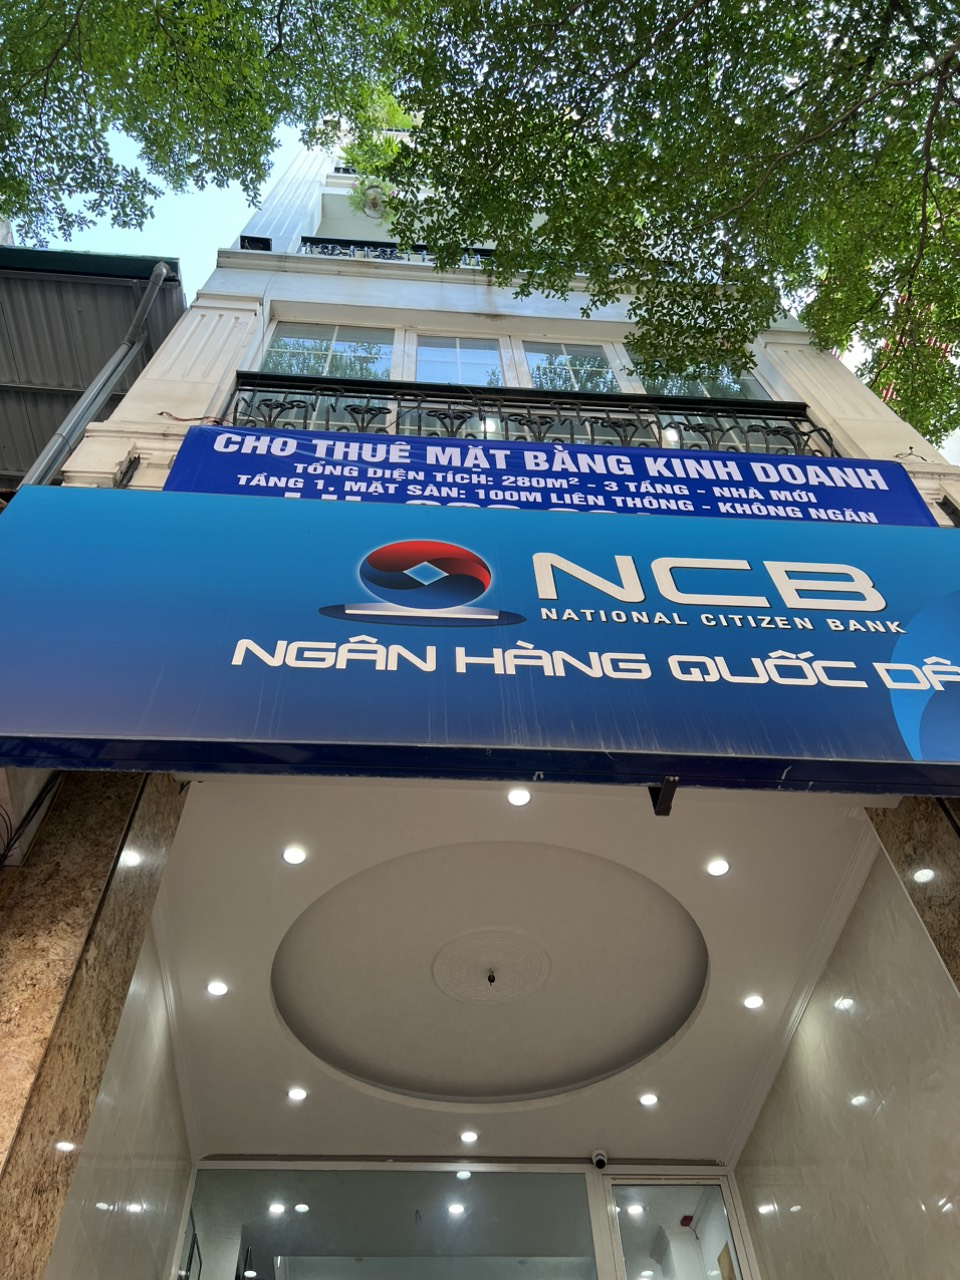 CHO THUÊ MẶT BẰNG KINH DOANH
TỔNG DIỆN TÍCH: 280M² - 3 TẦNG - NHÀ MỚI
TẦNG 1, MẶT SÀN: 100M LIÊN THÔNG - KHÔNG NGĂN
NCB
NATIONAL CITIZEN BANK
NGÂN HÀNG QUỐC DÂ